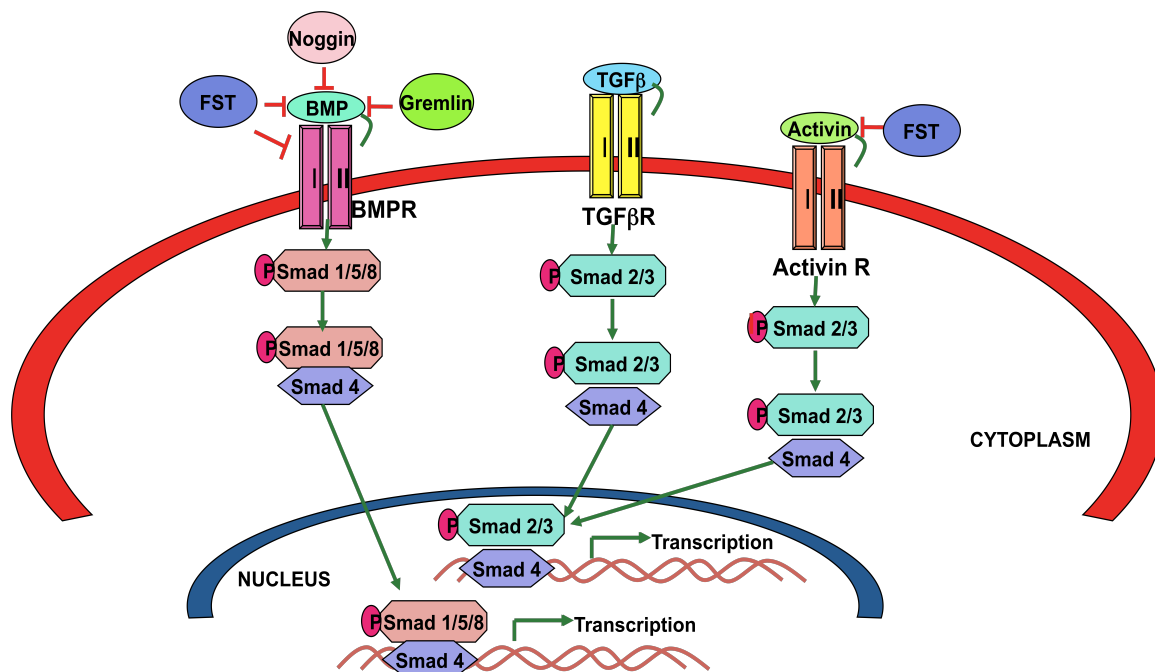 Noggin
FST
BMP
Gremlin
TGFβ
Activin
FST
I
II
I
II
I
II
BMPR
TGFβR
Activin R
P
Smad 1/5/8
P
Smad 2/3
P
Smad 2/3
P
Smad 1/5/8
Smad 4
P
Smad 2/3
Smad 4
P
Smad 2/3
Smad 4
CYTOPLASM
NUCLEUS
P
Smad 2/3
Smad 4
Transcription
P
Smad 1/5/8
Smad 4
Transcription